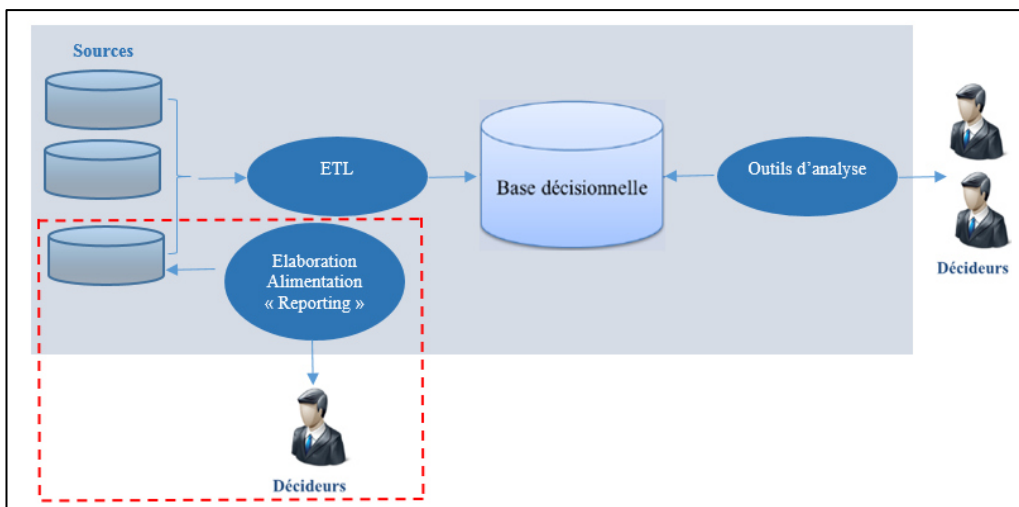 Sources
ETL
Base décisionnelle
Outils d'analyse
Décideurs
Elaboration
Alimentation
« Reporting »
Décideurs